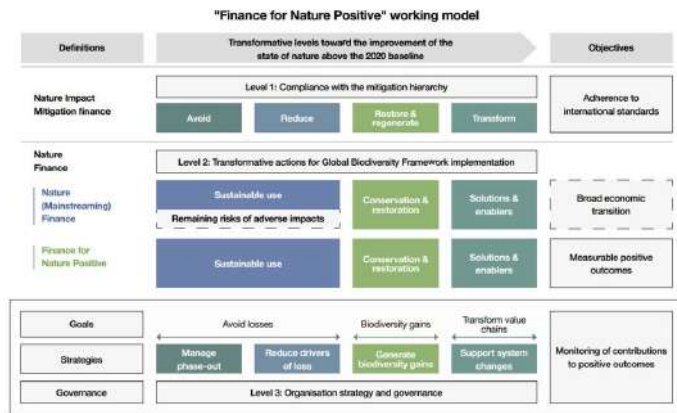 "Finance for Nature Positive" working model
Definitions
Transformative levels toward the improvement of the
state of nature above the 2020 baseline
Objectives
Nature Impact
Mitigation finance
Level 1: Compliance with the mitigation hierarchy
Avoid
Reduce
Restore &
regenerate
Transform
Adherence to
international standards
Nature
Finance
Level 2: Transformative actions for Global Biodiversity Framework implementation
Nature
(Mainstreaming)
Finance
Sustainable use
Remaining risks of adverse impacts
Conservation &
restoration
Solutions &
enablers
Broad economic
transition
Finance for
Nature Positive
Sustainable use
Conservation &
restoration
Solutions &
enablers
Measurable positive
outcomes
Goals
Avoid losses
Biodiversity gains
Transform value
chains
Strategies
Manage
phase-out
Reduce drivers
of loss
Generate
biodiversity gains
Support system
changes
Monitoring of contributions
to positive outcomes
Governance
Level 3: Organisation strategy and governance